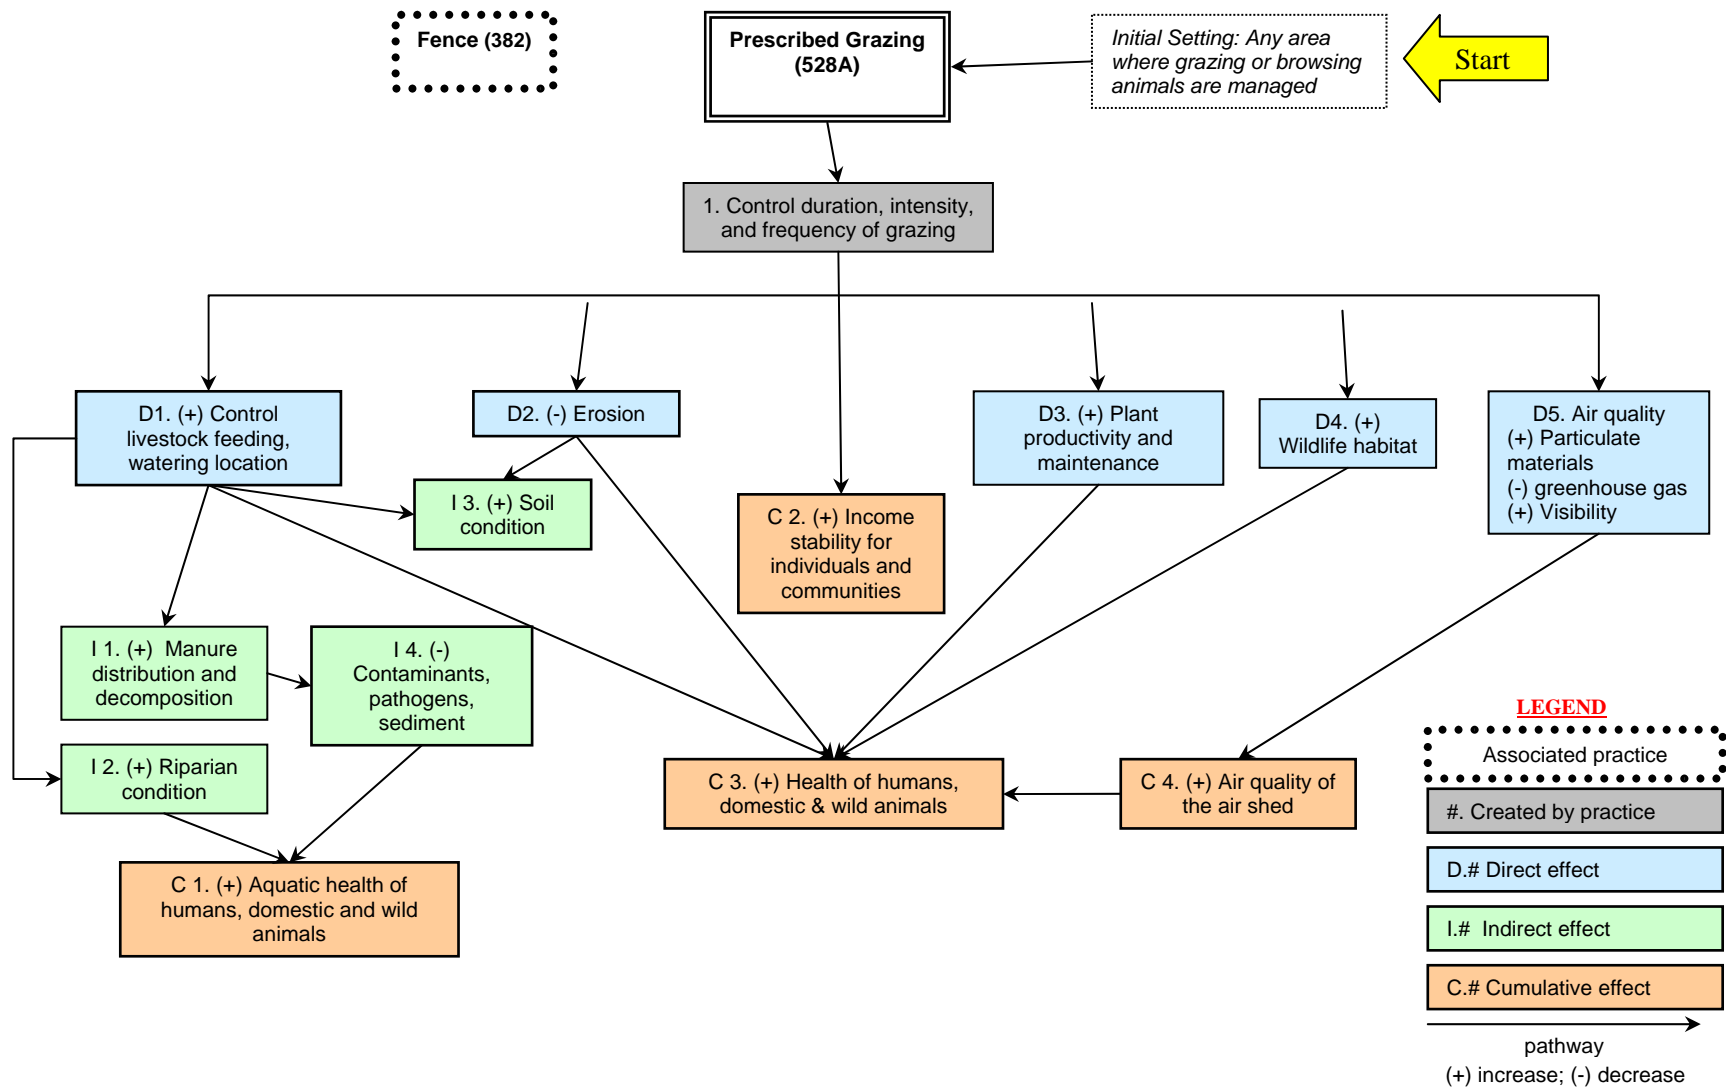 Fence (382)
Prescribed Grazing
(528A)
Initial Setting: Any area
where grazing or browsing
animals are managed
Start
1. Control duration, intensity,
and frequency of grazing
D1. (+) Control
livestock feeding,
watering location
D2. (-) Erosion
D3. (+) Plant
productivity and
maintenance
D4. (+)
Wildlife habitat
D5. Air quality
(+) Particulate
materials
(-) greenhouse gas
(+) Visibility
I 3. (+) Soil
condition
C 2. (+) Income
stability for
individuals and
communities
I 1. (+)  Manure
distribution and
decomposition
I 4. (-)
Contaminants,
pathogens,
sediment
I 2. (+) Riparian
condition
C 3. (+) Health of humans,
domestic & wild animals
C 4. (+) Air quality of
the air shed
C 1. (+) Aquatic health of
humans, domestic and wild
animals
LEGEND
Associated practice
#. Created by practice
D.# Direct effect
I.#  Indirect effect
C.# Cumulative effect
pathway
(+) increase; (-) decrease